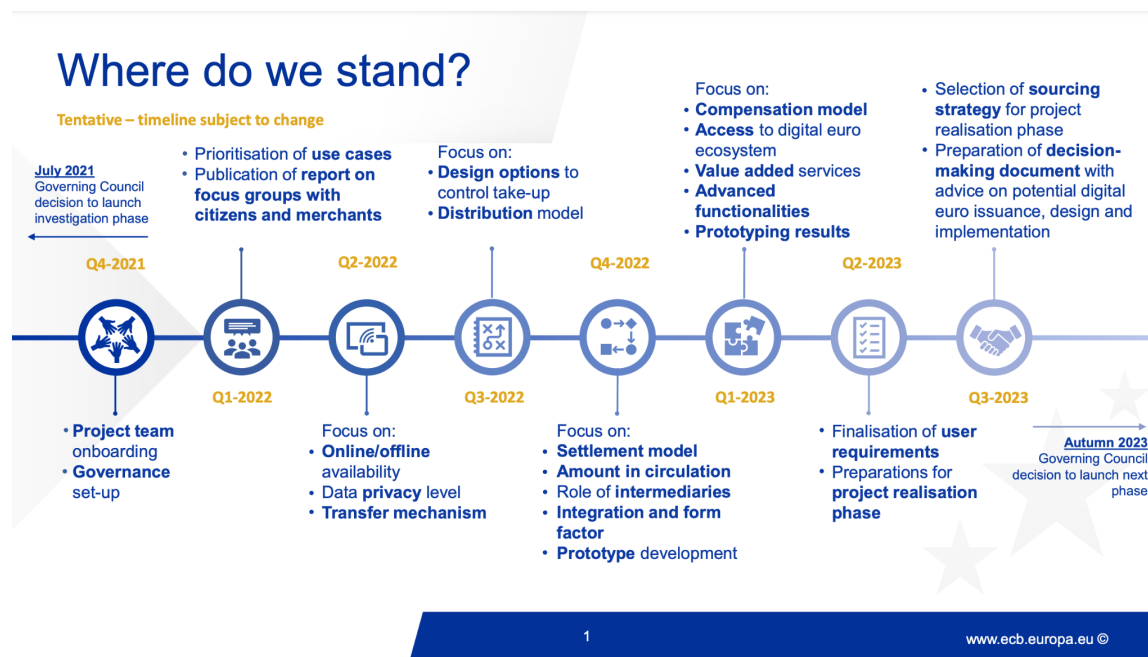 Where do we stand?
Tentative – timeline subject to change
July 2021
Governing Council
decision to launch
investigation phase
Q4-2021
• Project team
onboarding
• Governance
set-up
• Prioritisation of use cases
• Publication of report on
focus groups with
citizens and merchants
Q1-2022
Q2-2022
Focus on:
• Online/offline
availability
• Data privacy level
• Transfer mechanism
Focus on:
• Design options to
control take-up
• Distribution model
Q3-2022
Q4-2022
Focus on:
• Settlement model
• Amount in circulation
• Role of intermediaries
• Integration and form
factor
• Prototype development
Focus on:
• Compensation model
• Access to digital euro
ecosystem
• Value added services
• Advanced
functionalities
• Prototyping results
Q1-2023
Q2-2023
• Finalisation of user
requirements
• Preparations for
project realisation
phase
• Selection of sourcing
strategy for project
realisation phase
• Preparation of decision-
making document with
advice on potential digital
euro issuance, design and
implementation
Q3-2023
Autumn 2023
Governing Council
decision to launch next
phase
1
www.ecb.europa.eu ©